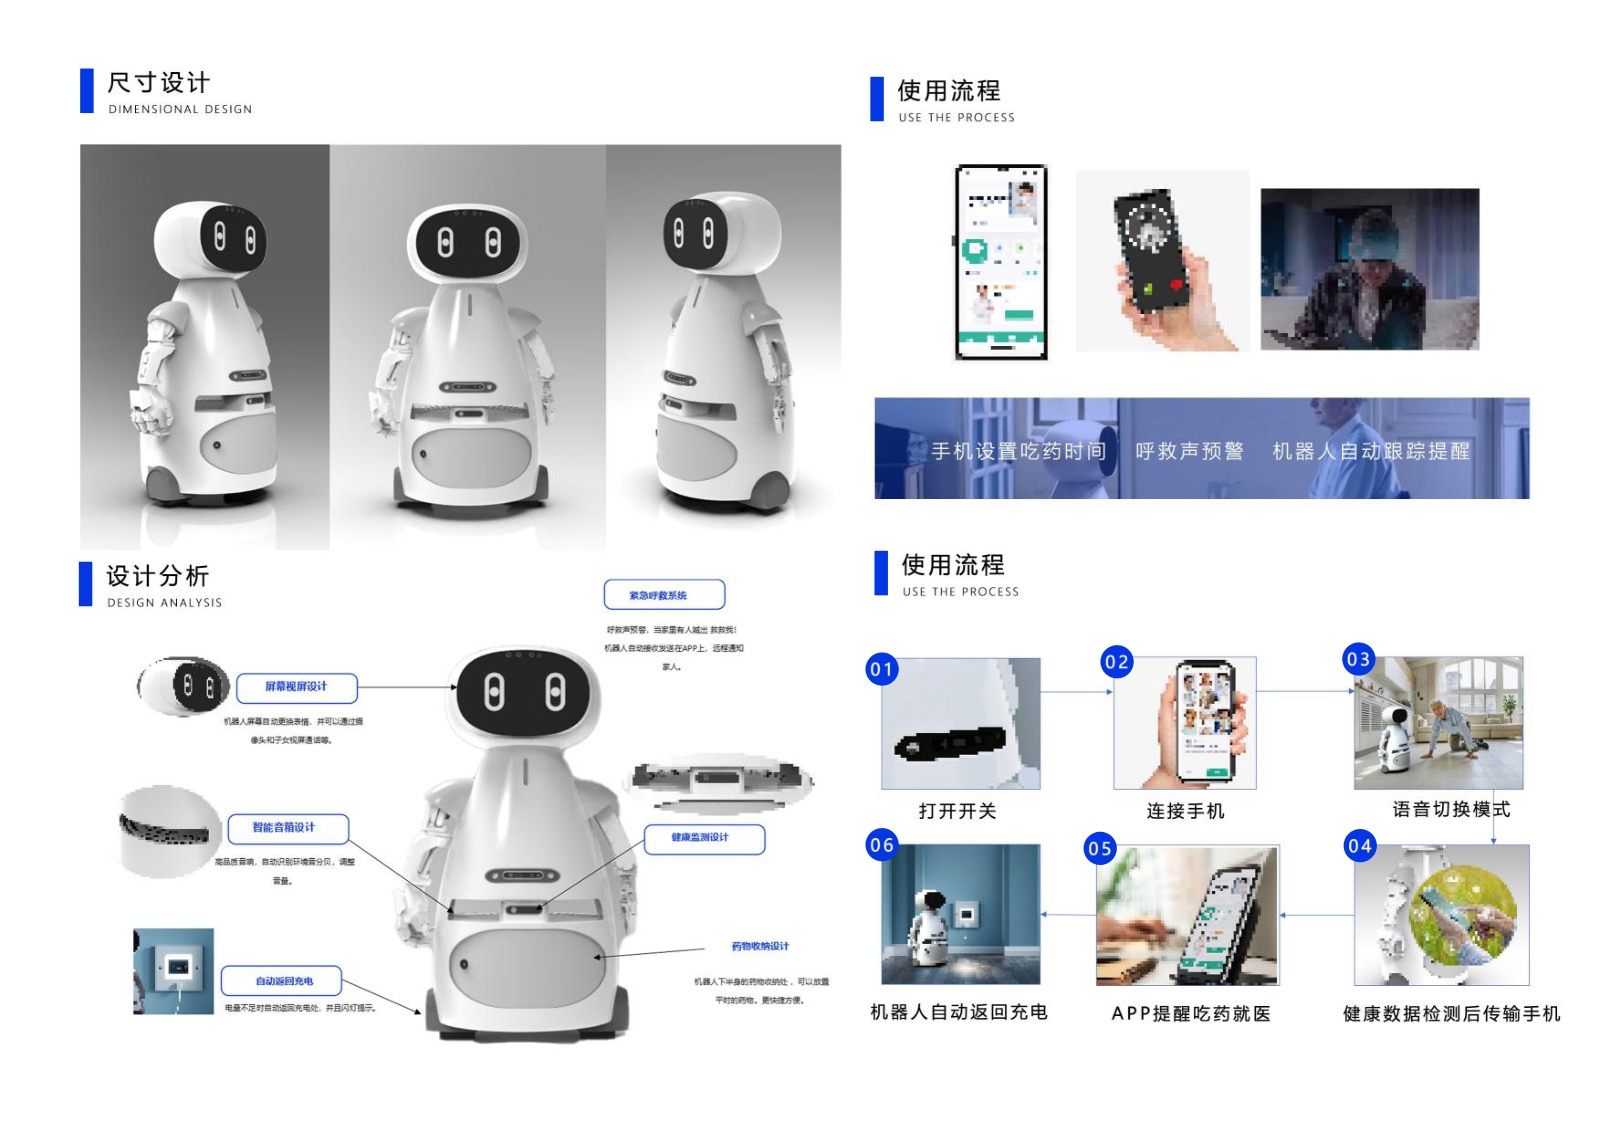 尺寸设计
DIMENSIONAL DESIGN
使用流程
USE THE PROCESS
手机设置吃药时间
呼救声预警
机器人自动跟踪提醒
设计分析
DESIGN ANALYSIS
紧急呼救系统
呼救声预警，当家里有人喊出 救救我！
机器人自动接收发送在APP上，远程通知
家人。
屏幕视屏设计
机器人屏幕自动更换表情，并可以通过摄
像头和子女视屏通话等。
智能音箱设计
高品质音响，自动识别环境音分贝，调整
音量。
健康监测设计
药物收纳设计
机器人下半身的药物收纳处，可以放置
平时的药物。更快捷方便。
自动返回充电
电量不足时自动返回充电处，并且闪灯提示。
使用流程
USE THE PROCESS
01
打开开关
02
连接手机
03
语音切换模式
04
健康数据检测后传输手机
05
APP提醒吃药就医
06
机器人自动返回充电